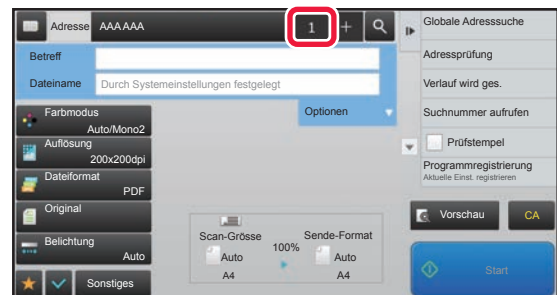 Adresse AAA AAA 1 +
Betreff
Dateiname Durch Systemeinstellungen festgelegt
Optionen
Farbmodus
Auto/Mono2
Auflösung
200x200dpi
Dateiformat
PDF
Original
Belichtung
Auto
Sonstiges
Scan-Grösse
Auto
A4
100%
Sende-Format
Auto
A4
Globale Adresssuche
Adressprüfung
Verlauf wird ges.
Suchnummer aufrufen
Prüfstempel
Programmregistrierung
Aktuelle Einst. registrieren
Vorschau
CA
Start